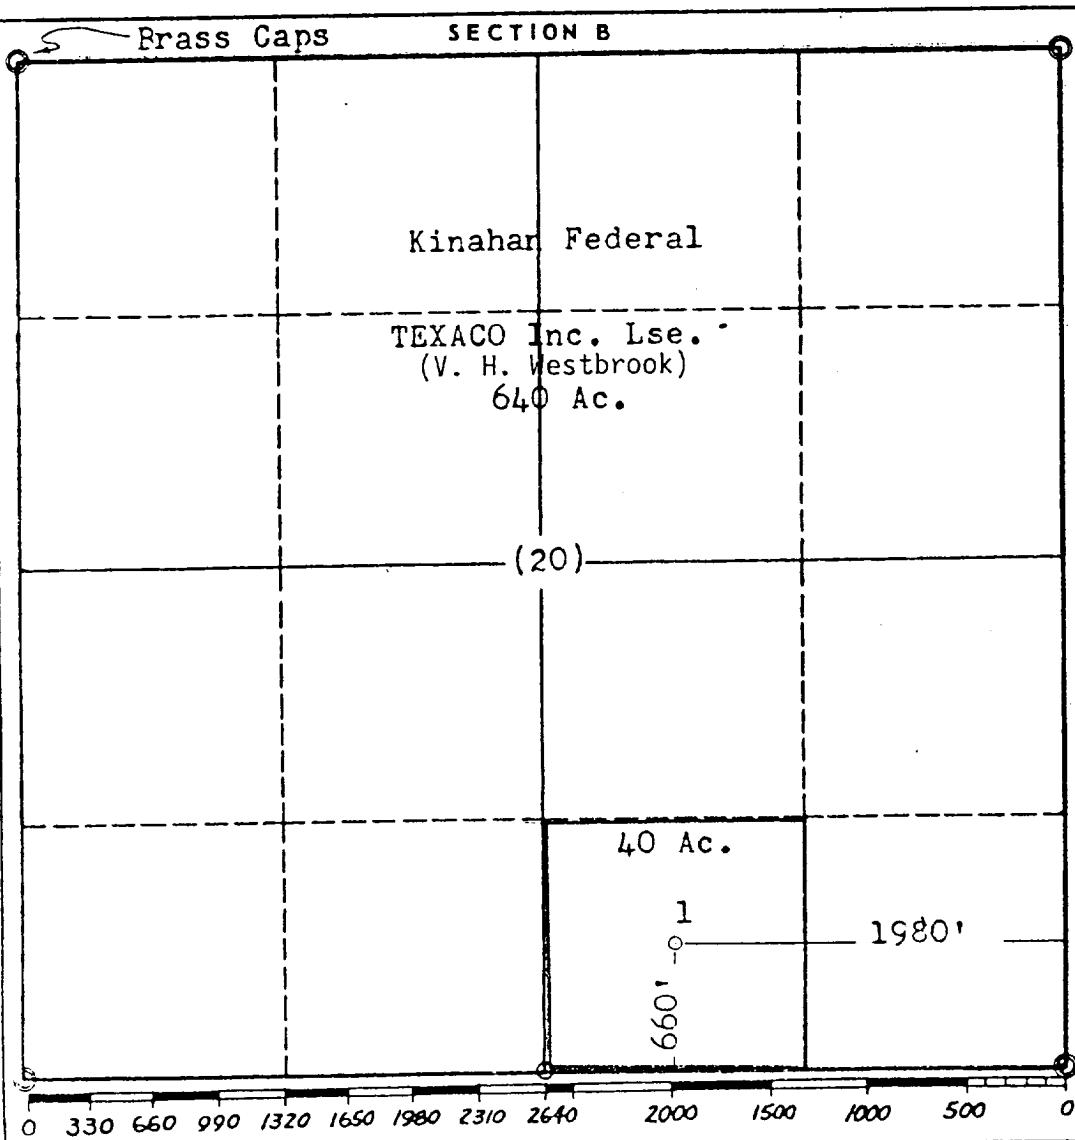 Brass Caps SECTION B
Kinahan Federal
TEXACO Inc. Lse.
(V. H. Westbrook)
640 Ac.
(20)
40 Ac.
1
1980'
660'
0 330 660 990 1320 1650 1980 2310 2640 2000 1500 1000 500 0